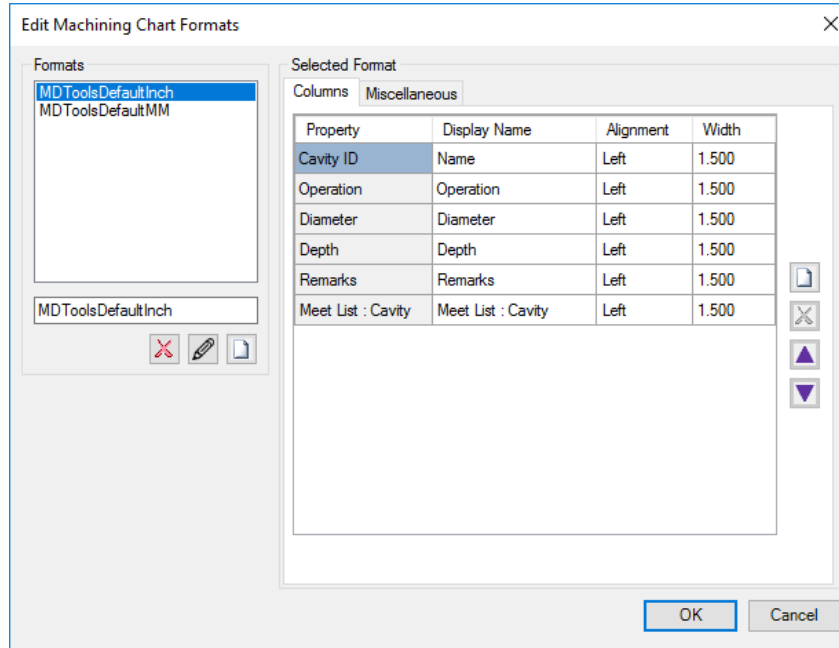 Edit Machining Chart Formats
Formats
MDToolsDefaultInch
MDToolsDefaultMM
MDToolsDefaultInch
Selected Format
Columns Miscellaneous
Property Display Name Alignment Width
Cavity ID Name Left 1.500
Operation Operation Left 1.500
Diameter Diameter Left 1.500
Depth Depth Left 1.500
Remarks Remarks Left 1.500
Meet List : Cavity Meet List : Cavity Left 1.500
OK Cancel